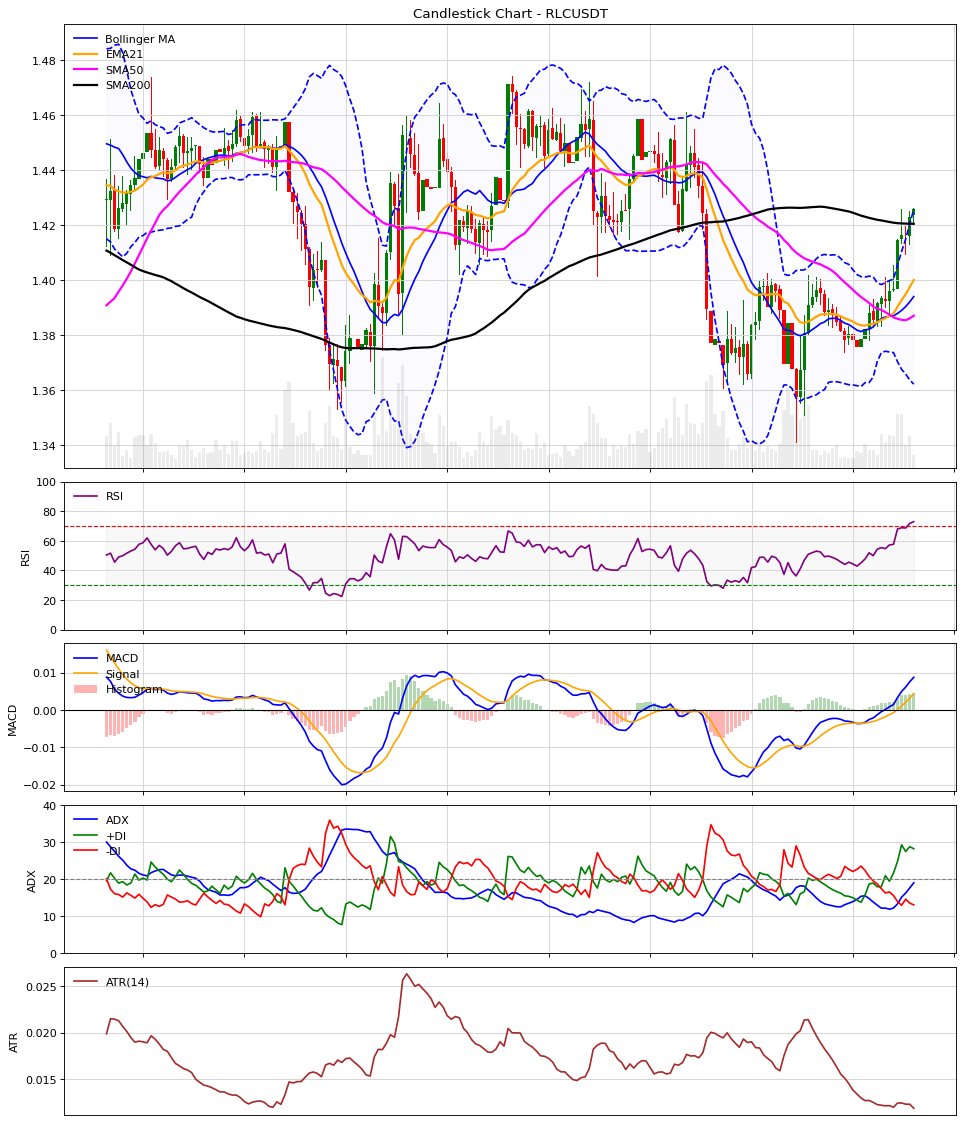 Candlestick Chart - RLCUSDT
Bollinger MA
EMA21
SMA50
SMA200
1.48
1.46
1.44
1.42
1.40
1.38
1.36
1.34
RSI
RSI
100
80
60
40
20
0
MACD
Signal
Histogram
MACD
0.01
0.00
−0.01
−0.02
ADX
+DI
-DI
ADX
40
30
20
10
0
ATR(14)
ATR
0.025
0.020
0.015